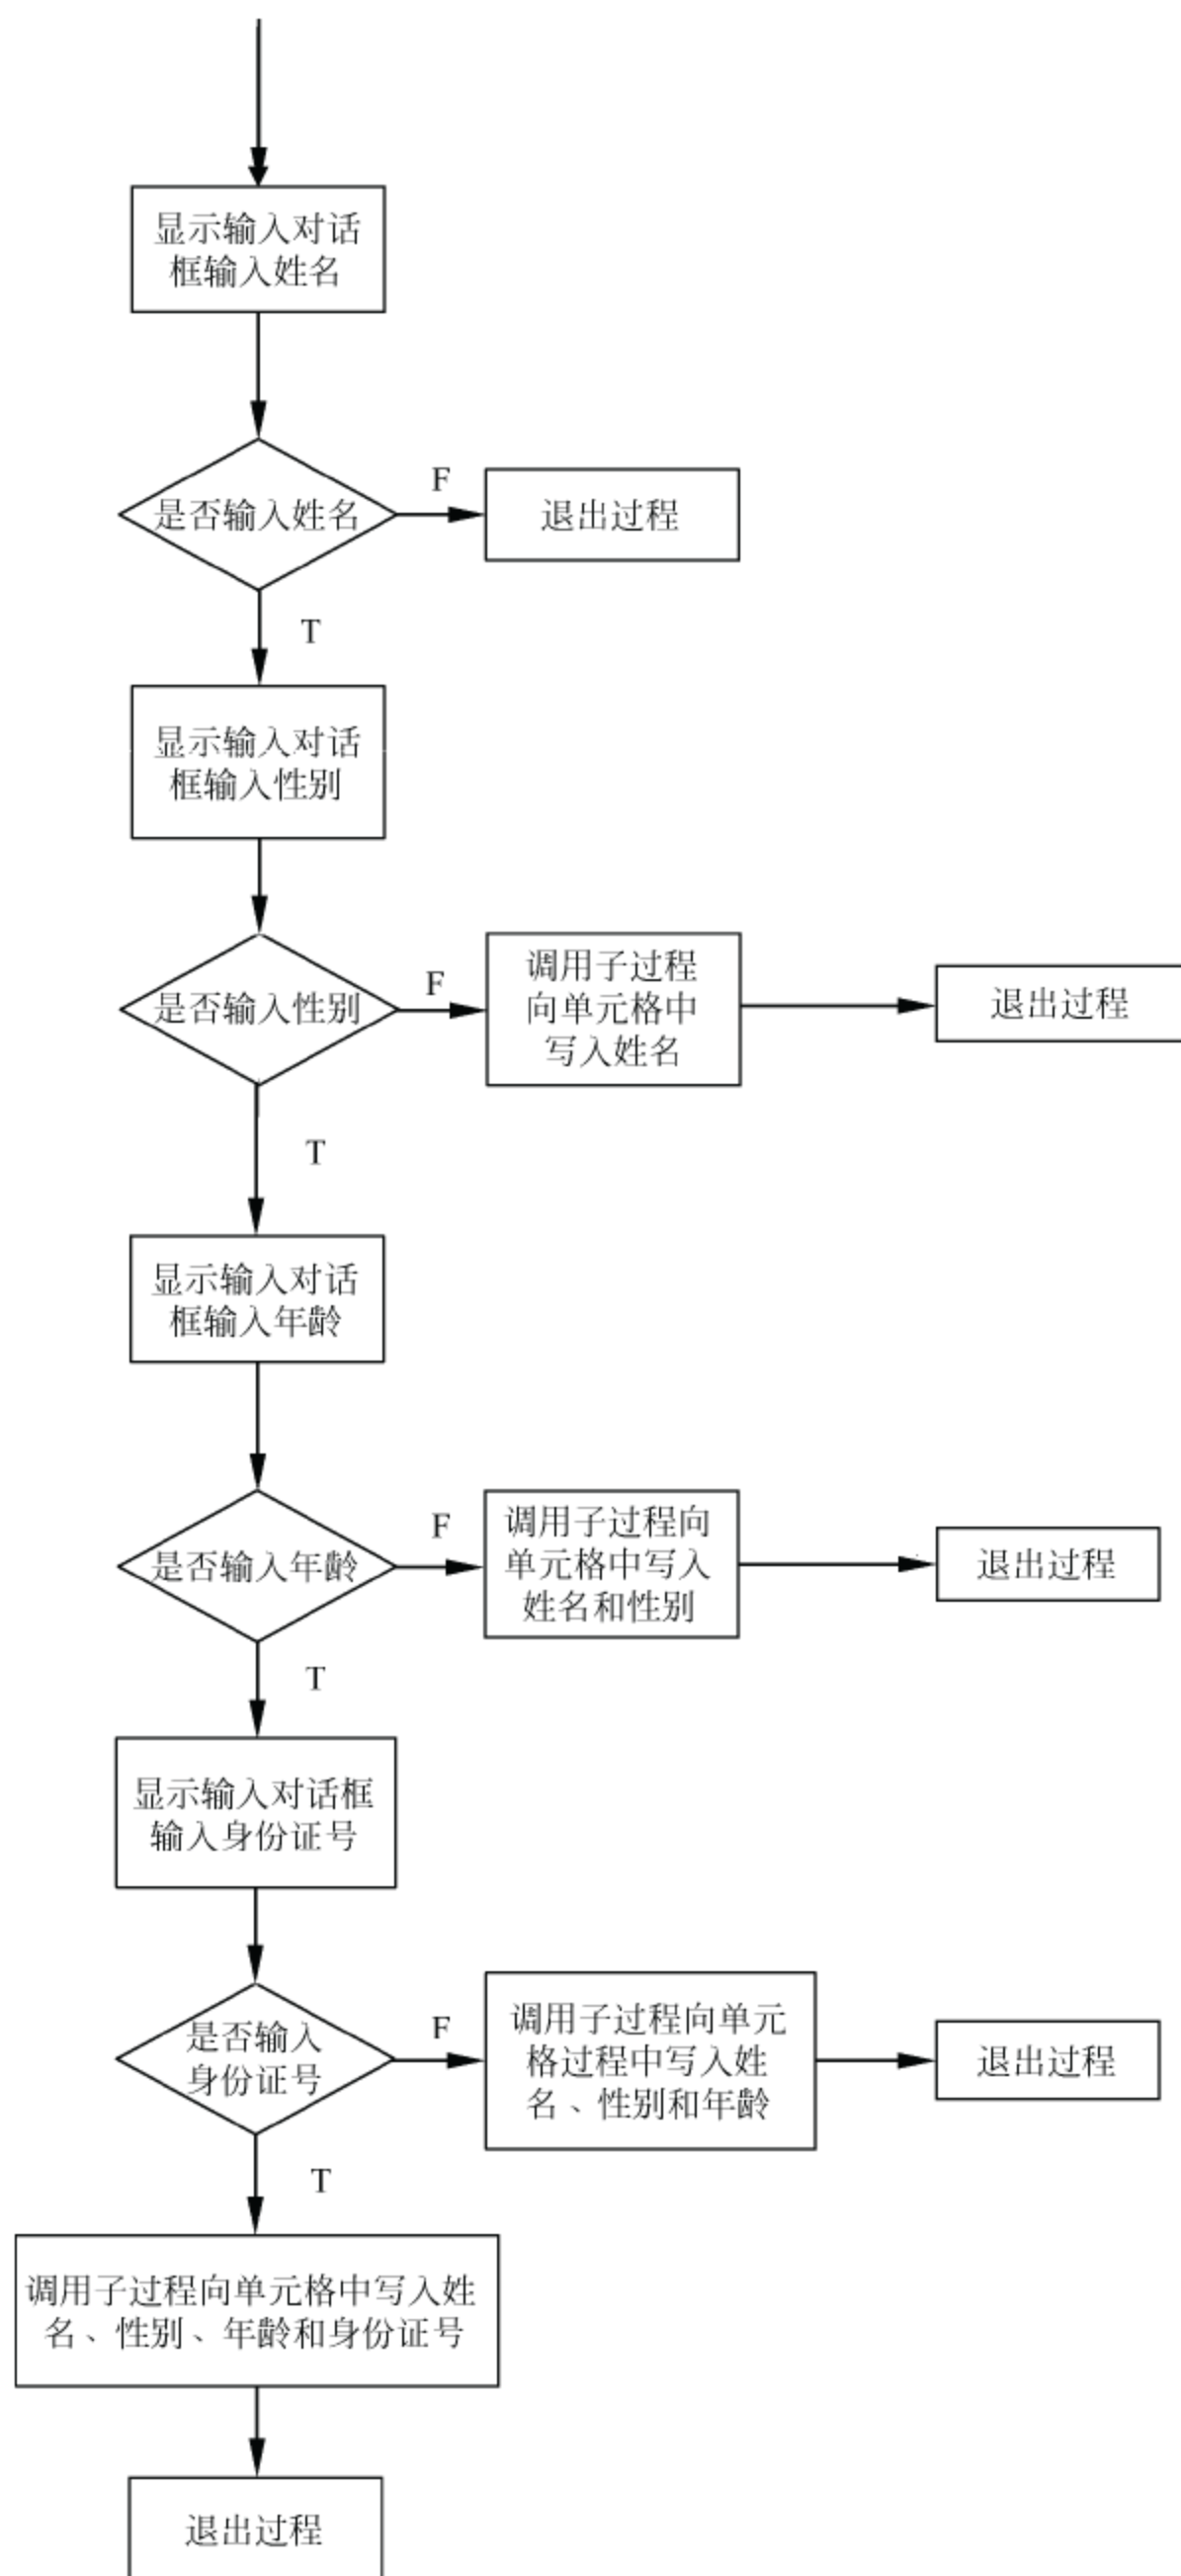 显示输入对话
框输入姓名
是否输入姓名
F
退出过程
T
显示输入对话
框输入性别
是否输入性别
F
调用子过程
向单元格中
写入姓名
退出过程
T
显示输入对话
框输入年龄
是否输入年龄
F
调用子过程向
单元格中写入
姓名和性别
退出过程
T
显示输入对话框
输入身份证号
是否输入
身份证号
F
调用子过程向单元
格过程中写入姓
名、性别和年龄
退出过程
T
调用子过程向单元格中写入姓
名、性别、年龄和身份证号
退出过程